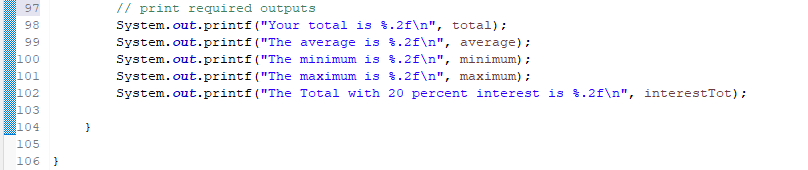 97 // print required outputs
98 System.out.printf("Your total is %.2f\n", total);
99 System.out.printf("The average is %.2f\n", average);
100 System.out.printf("The minimum is %.2f\n", minimum);
101 System.out.printf("The maximum is %.2f\n", maximum);
102 System.out.printf("The Total with 20 percent interest is %.2f\n", interestTot);
103
104 }
105
106 }